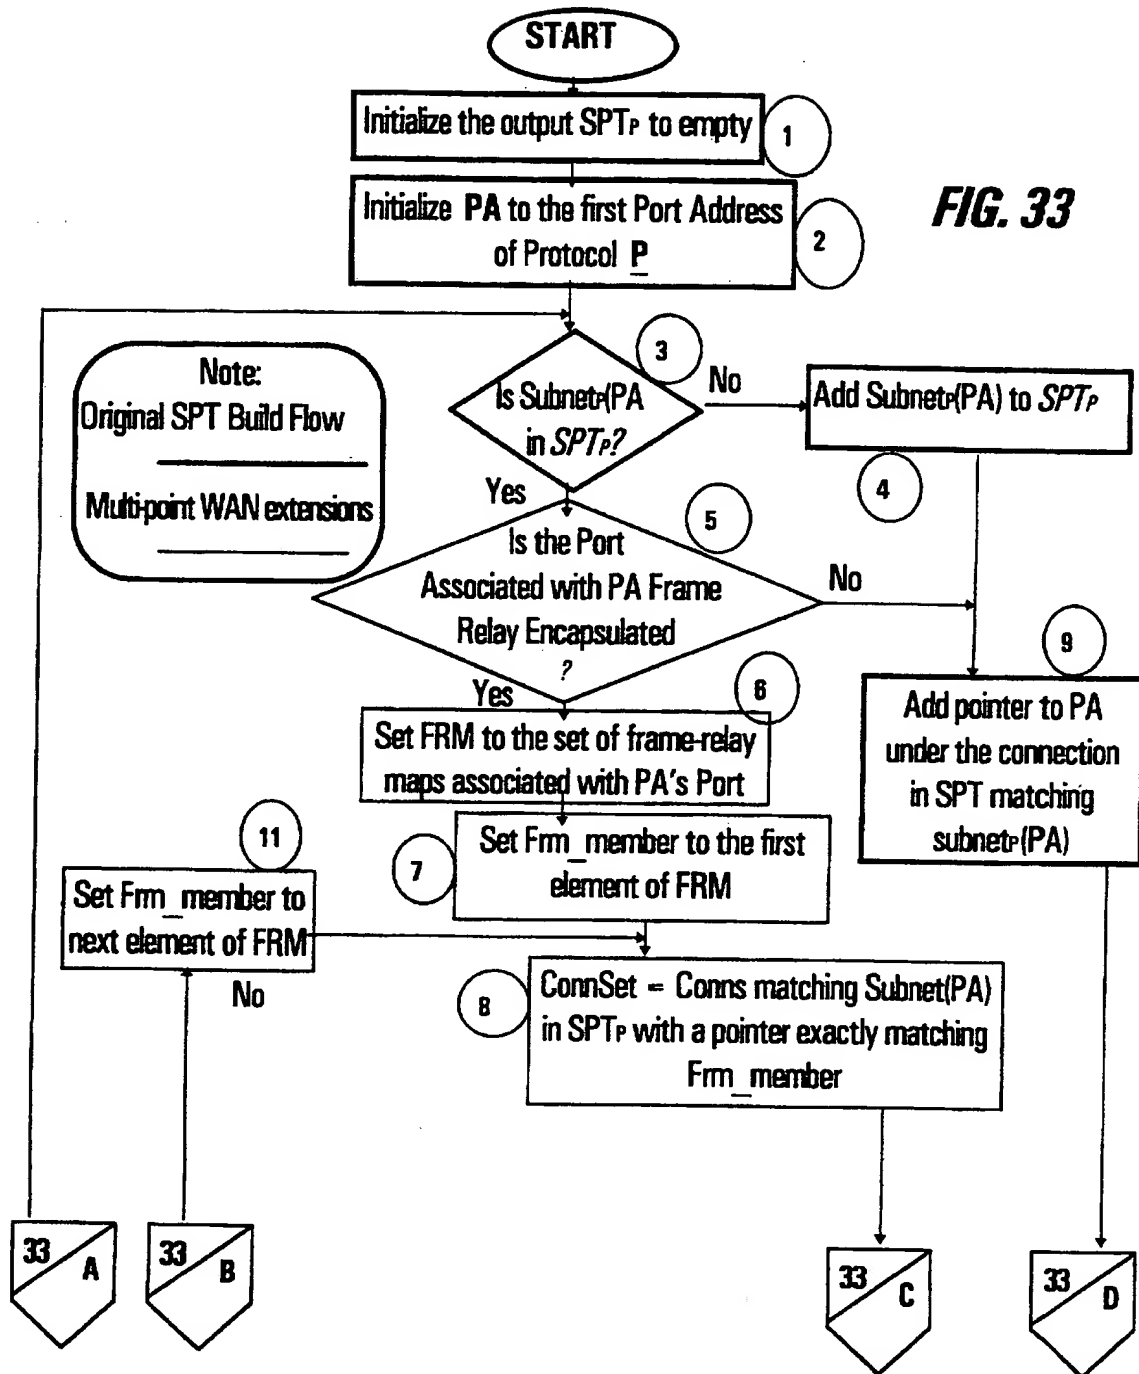 START
Initialize the output SPTP to empty
1
Initialize PA to the first Port Address
of Protocol P
2
FIG. 33
Note:
Original SPT Build Flow
Multi-point WAN extensions
3
Is SubnetP(PA
in SPTP?
No
Add SubnetP(PA) to SPTP
4
Yes
5
Is the Port
Associated with PA Frame
Relay Encapsulated
?
No
Yes
6
Set FRM to the set of frame-relay
maps associated with PA's Port
9
Add pointer to PA
under the connection
in SPT matching
subnetP(PA)
7
Set Frm_member to the first
element of FRM
11
Set Frm_member to
next element of FRM
No
8
ConnSet = Conns matching Subnet(PA)
in SPTP with a pointer exactly matching
Frm_member
33 A
33 B
33 C
33 D